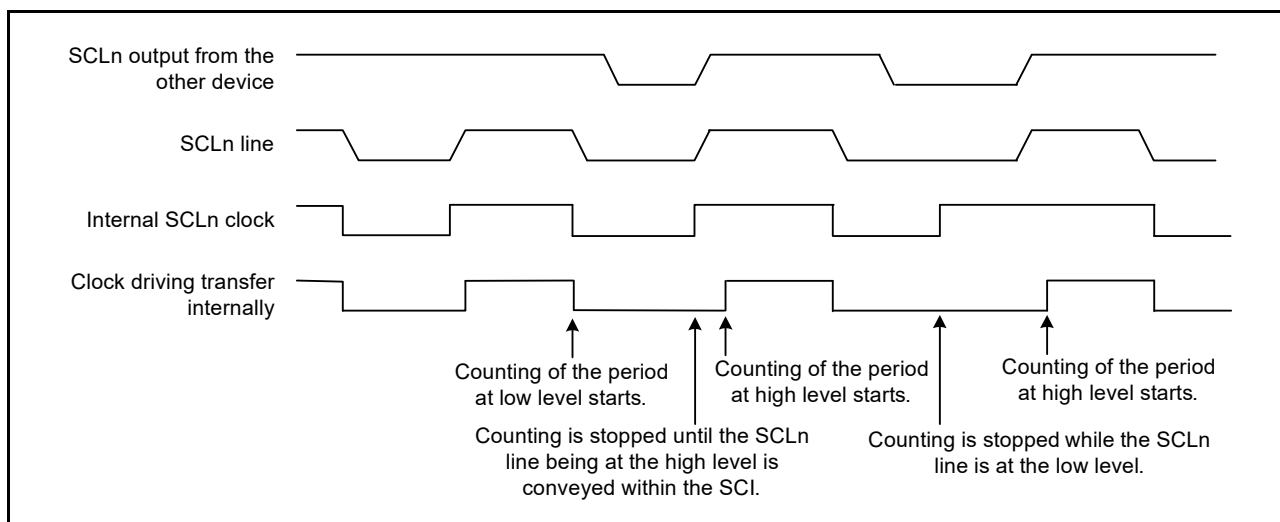 SCLn output from the
other device
SCLn line
Internal SCLn clock
Clock driving transfer
internally
Counting of the period
at low level starts.
Counting of the period
at high level starts.
Counting of the period
at high level starts.
Counting is stopped until the SCLn
line being at the high level is
conveyed within the SCI.
Counting is stopped while the SCLn
line is at the low level.